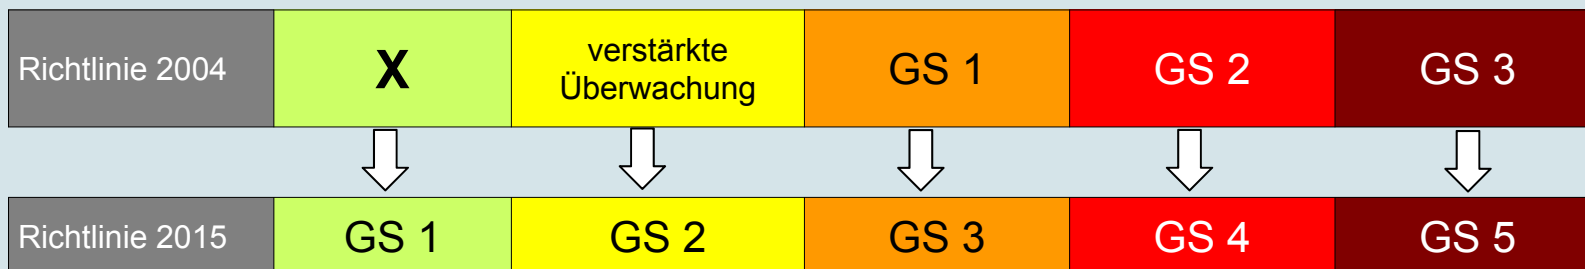 Richtlinie 2004
X
verstärkte
Überwachung
GS 1
GS 2
GS 3
Richtlinie 2015
GS 1
GS 2
GS 3
GS 4
GS 5